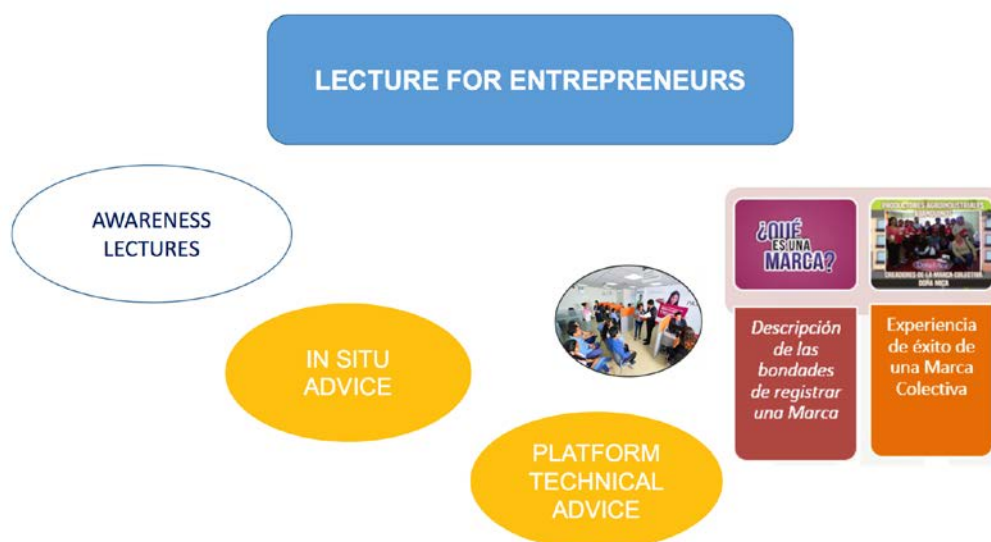 LECTURE FOR ENTREPRENEURS
AWARENESS
LECTURES
IN SITU
ADVICE
PLATFORM
TECHNICAL
ADVICE
¿QUÉ
ES UNA
MARCA?
PRODUCTORES AGROINDUSTRIALES
CREADORES DE LA MARCA COLECTIVA
DOÑA
Descripción
de las
bondades
de registrar
una Marca
Experiencia
de éxito de
una Marca
Colectiva